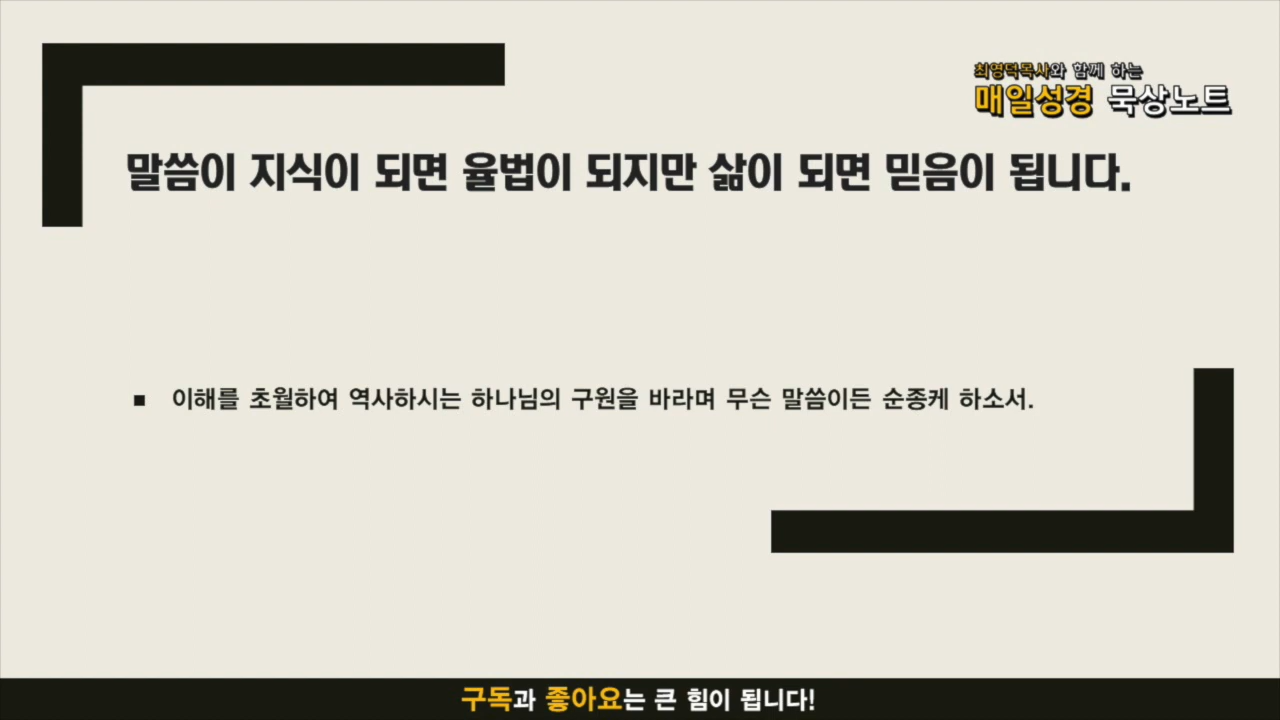 최영덕목사와 함께 하는
매일성경 묵상노트
말씀이 지식이 되면 율법이 되지만 삶이 되면 믿음이 됩니다.
■ 이해를 초월하여 역사하시는 하나님의 구원을 바라며 무슨 말씀이든 순종케 하소서.
구독과 좋아요는 큰 힘이 됩니다!